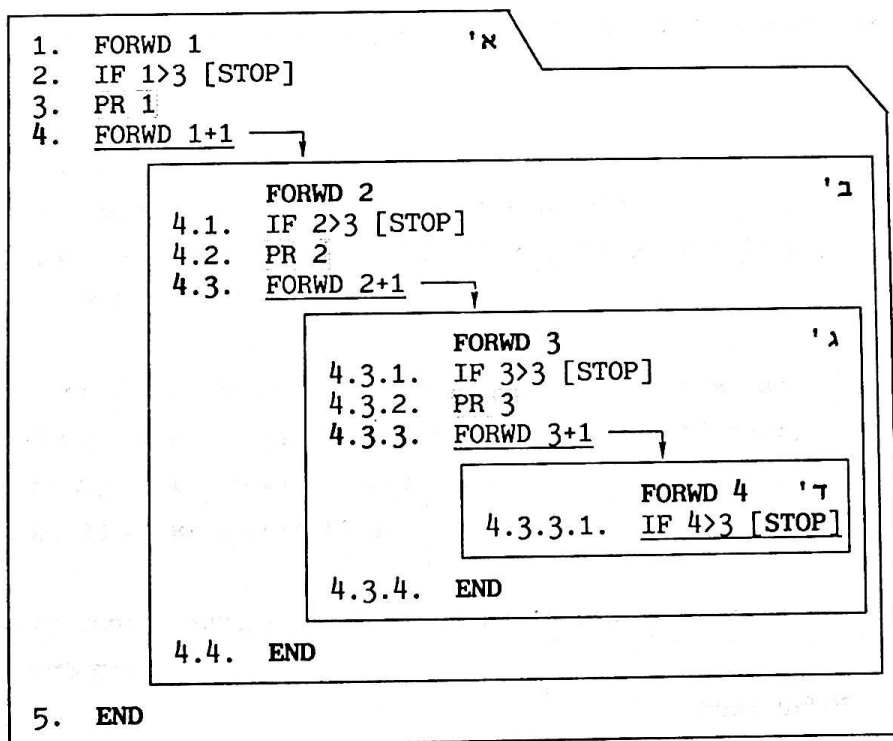 1. FORWD 1 א'
2. IF 1>3 [STOP]
3. PR 1
4. FORWD 1+1
FORWD 2 ב'
4.1. IF 2>3 [STOP]
4.2. PR 2
4.3. FORWD 2+1
FORWD 3 ג'
4.3.1. IF 3>3 [STOP]
4.3.2. PR 3
4.3.3. FORWD 3+1
FORWD 4 ד'
4.3.3.1. IF 4>3 [STOP]
4.3.4. END
4.4. END
5. END